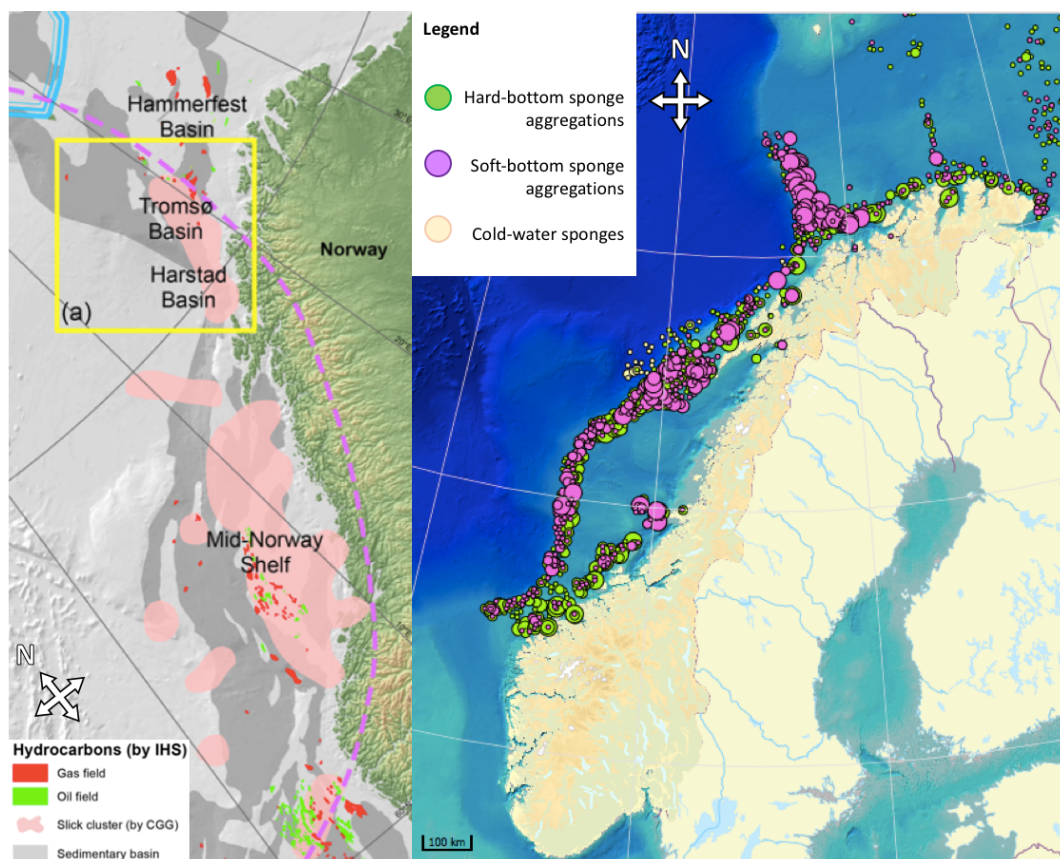 Hammerfest
Basin
Tromsø
Basin
Harstad
Basin
(a)
Norway
Mid-Norway
Shelf
N
Hydrocarbons (by IHS)
Gas field
Oil field
Slick cluster (by CGG)
Sedimentary basin
Legend
Hard-bottom sponge
aggregations
Soft-bottom sponge
aggregations
Cold-water sponges
N
100 km